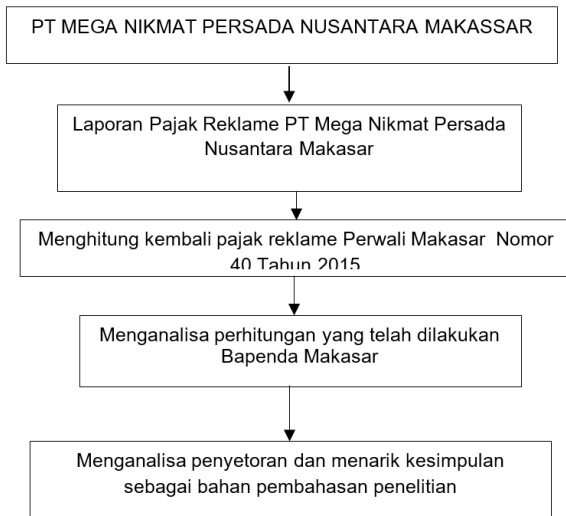 PT MEGA NIKMAT PERSADA NUSANTARA MAKASSAR
Laporan Pajak Reklame PT Mega Nikmat Persada
Nusantara Makasar
Menghitung kembali pajak reklame Perwali Makasar Nomor
40 Tahun 2015
Menganalisa perhitungan yang telah dilakukan
Bapenda Makasar
Menganalisa penyetoran dan menarik kesimpulan
sebagai bahan pembahasan penelitian